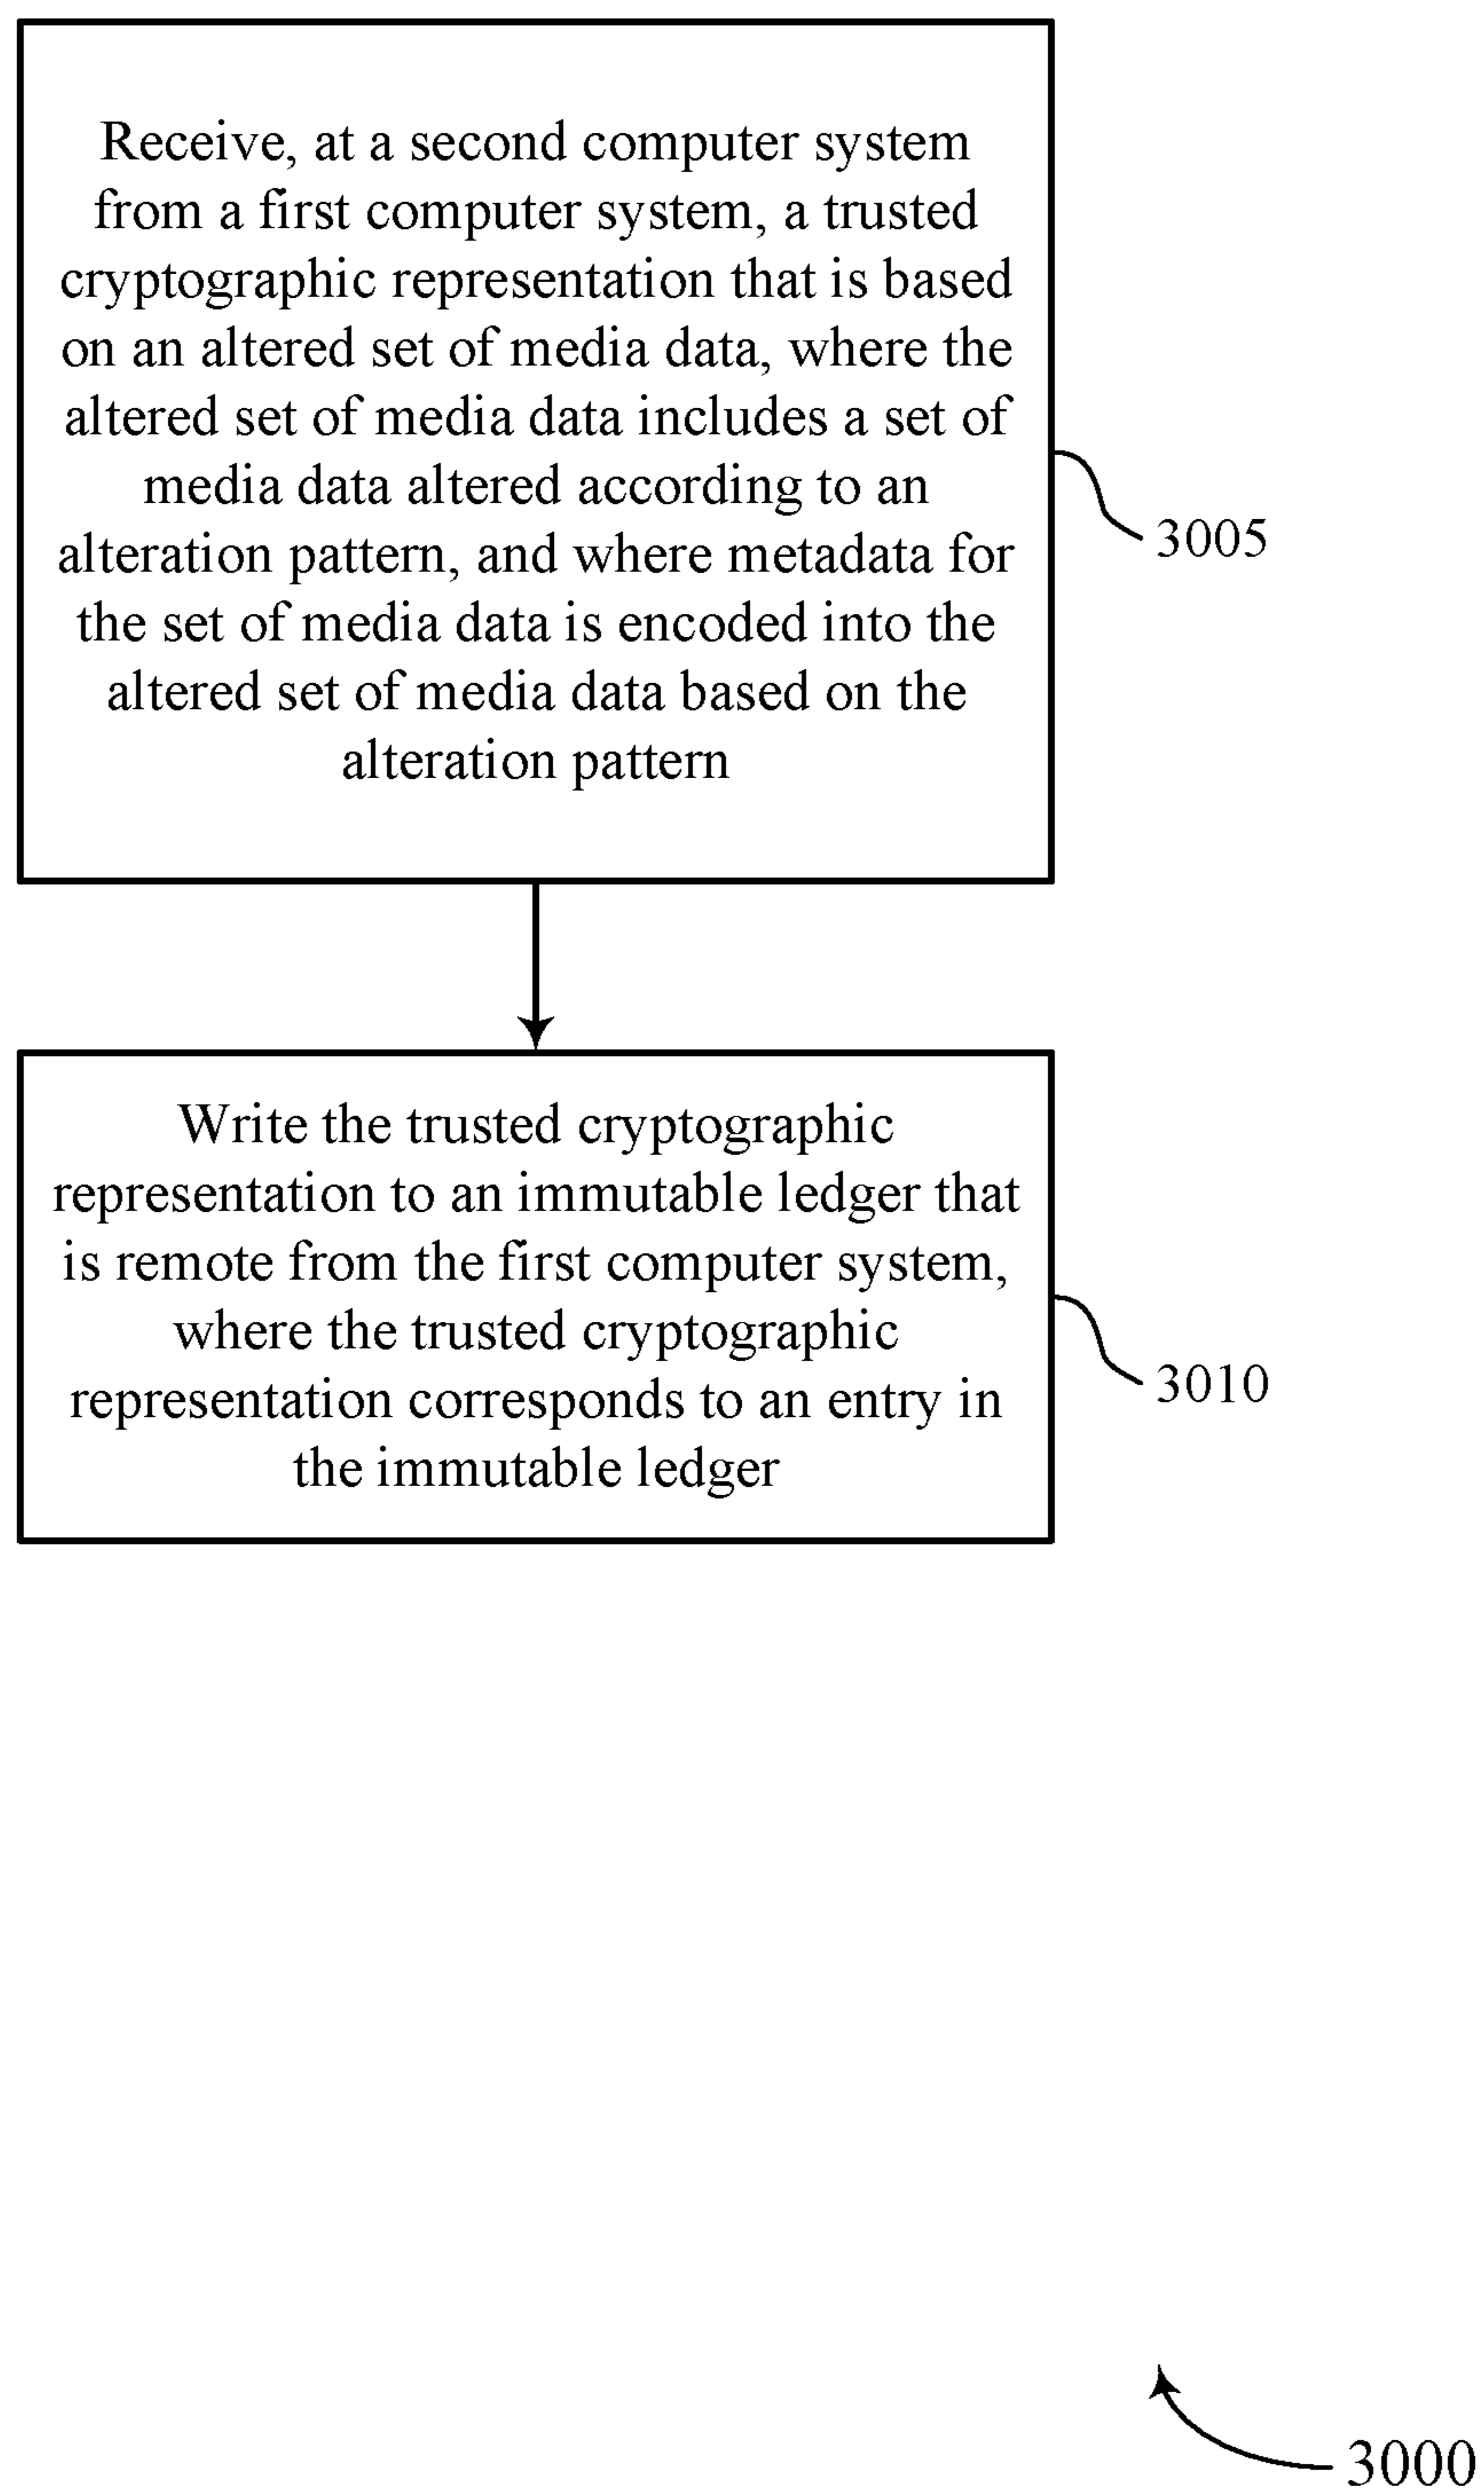 Receive, at a second computer system
from a first computer system, a trusted
cryptographic representation that is based
on an altered set of media data, where the
altered set of media data includes a set of
media data altered according to an
alteration pattern, and where metadata for
the set of media data is encoded into the
altered set of media data based on the
alteration pattern
3005
Write the trusted cryptographic
representation to an immutable ledger that
is remote from the first computer system,
where the trusted cryptographic
representation corresponds to an entry in
the immutable ledger
3010
3000